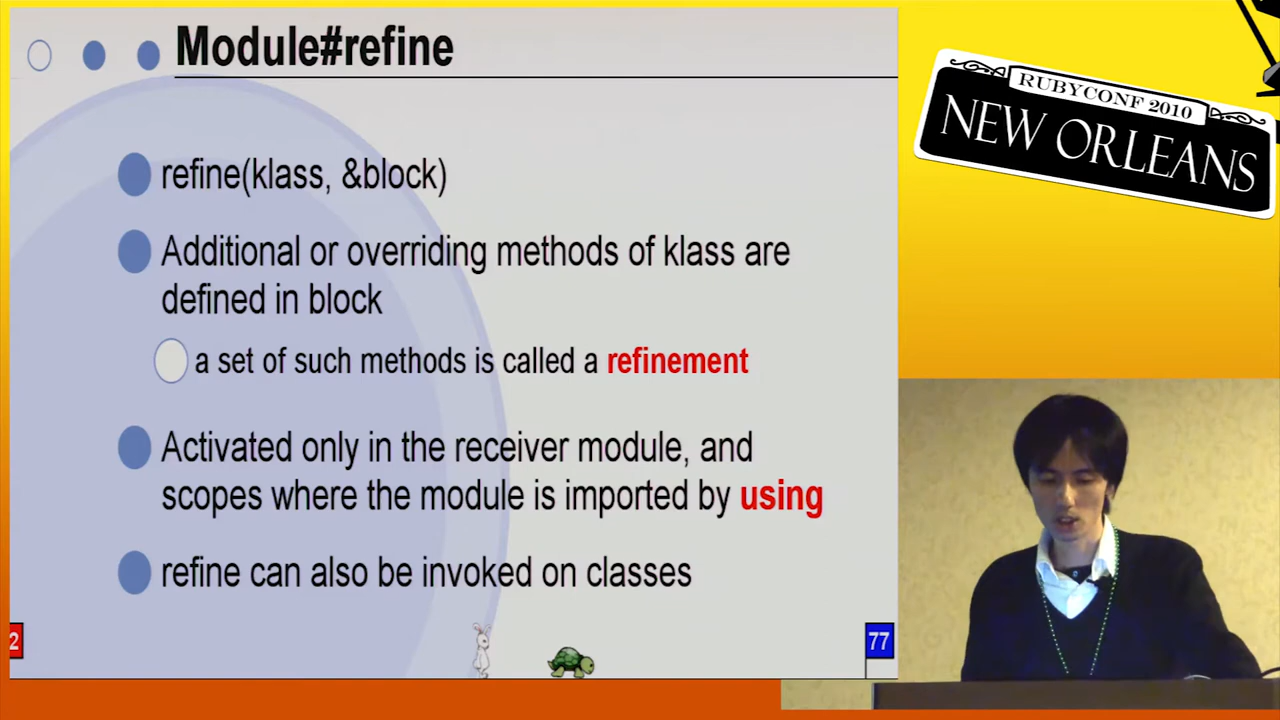 Module#refine
refine(klass, &block)
Additional or overriding methods of klass are
defined in block
a set of such methods is called a refinement
Activated only in the receiver module, and
scopes where the module is imported by using
refine can also be invoked on classes
2
77
RUBYCONF 2010
NEW ORLEANS